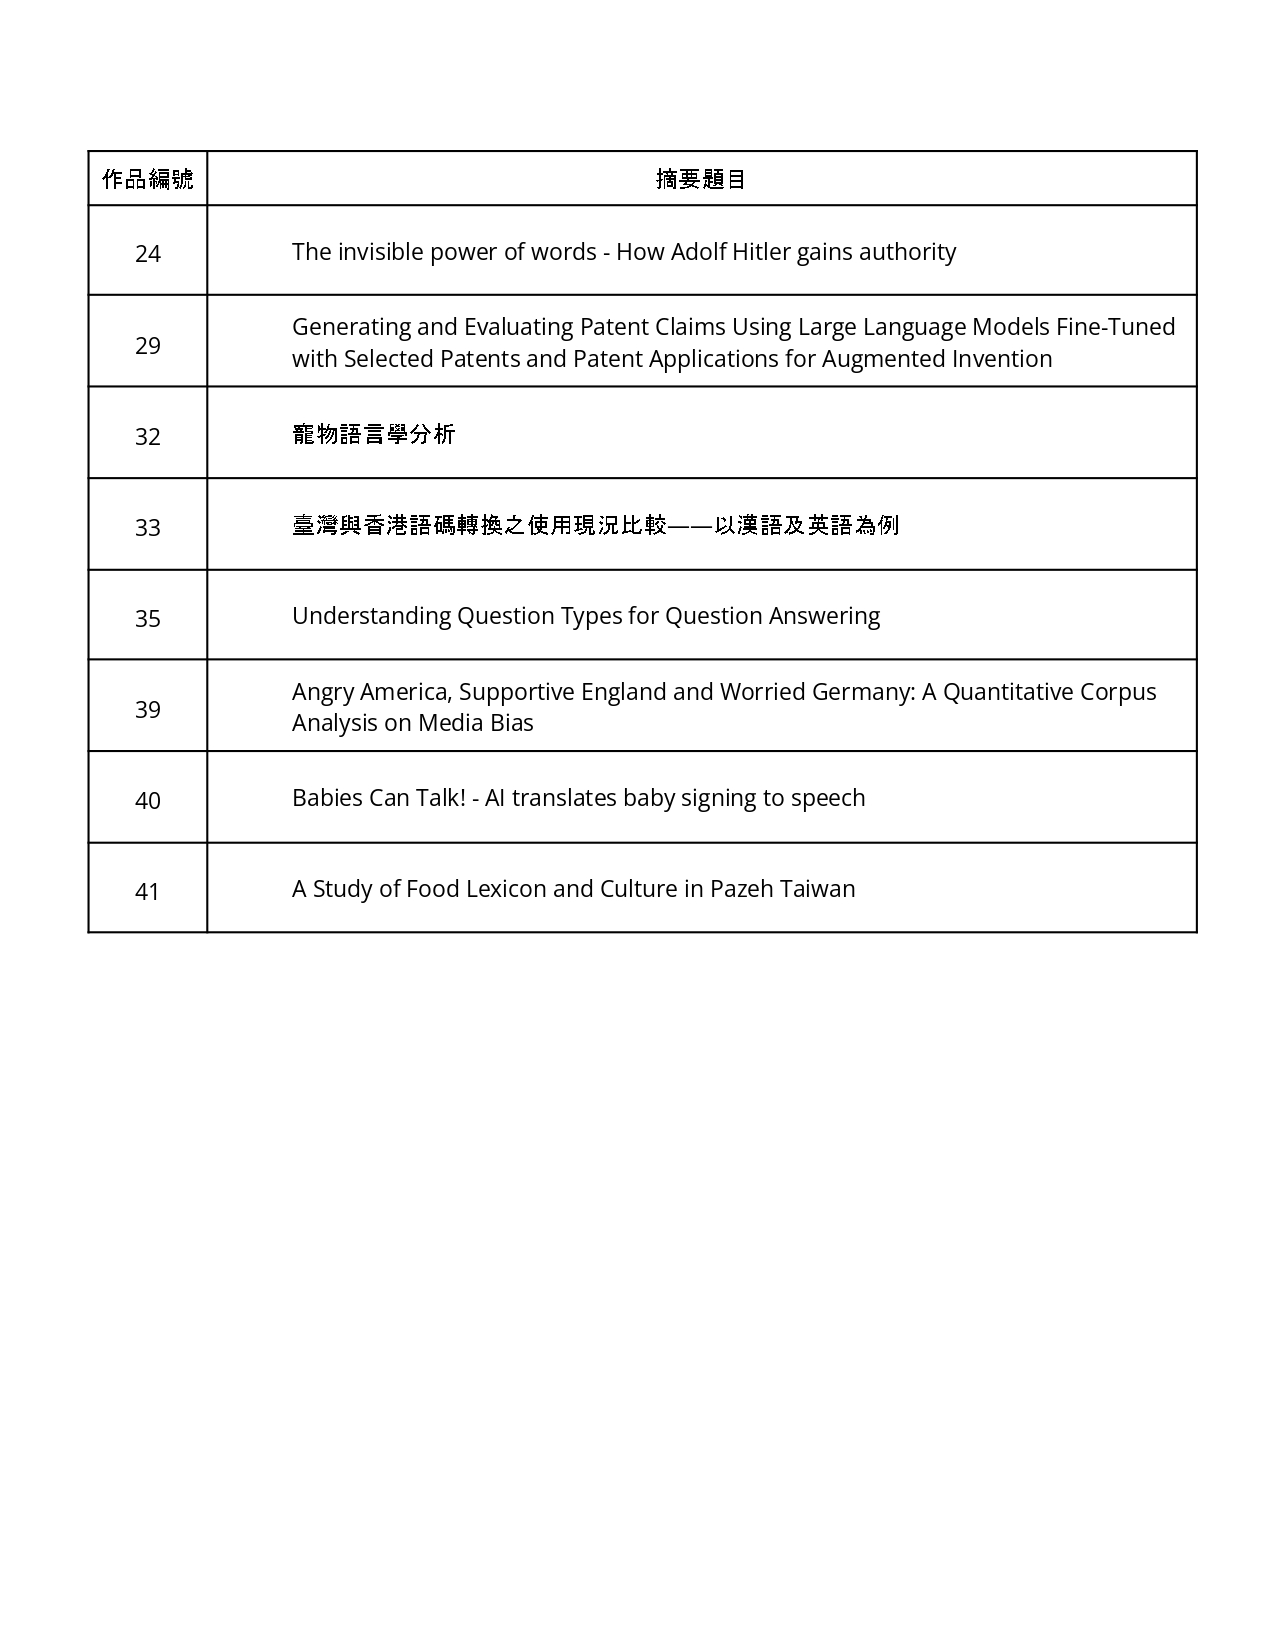 作品編號 摘要題目
24 The invisible power of words - How Adolf Hitler gains authority
29 Generating and Evaluating Patent Claims Using Large Language Models Fine-Tuned
with Selected Patents and Patent Applications for Augmented Invention
32 寵物語言學分析
33 臺灣與香港語碼轉換之使用現況比較——以漢語及英語為例
35 Understanding Question Types for Question Answering
39 Angry America, Supportive England and Worried Germany: A Quantitative Corpus
Analysis on Media Bias
40 Babies Can Talk! - AI translates baby signing to speech
41 A Study of Food Lexicon and Culture in Pazeh Taiwan